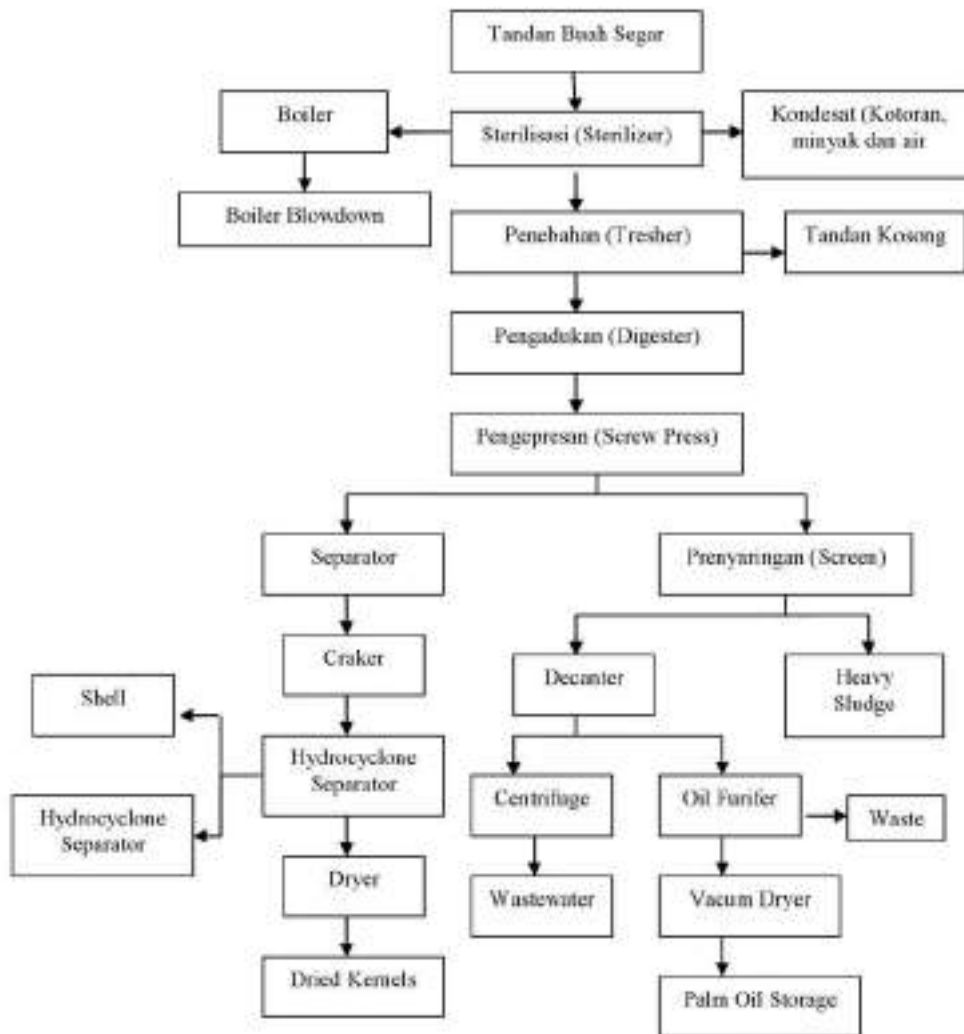 Tandan Buah Segar
Boiler
Sterilisasi (Sterilizer)
Kondesat (Kotoran,
minyak dan air
Boiler Blowdown
Penebahan (Tresher)
Tandan Kosong
Pengadukan (Digester)
Pengepresan (Screw Press)
Separator
Prenyaringan (Screen)
Craker
Decanter
Heavy
Sludge
Shell
Hydrocyclone
Separator
Centrifuge
Oil Furifer
Waste
Hydrocyclone
Separator
Dryer
Wastewater
Vacum Dryer
Dried Kernels
Palm Oil Storage